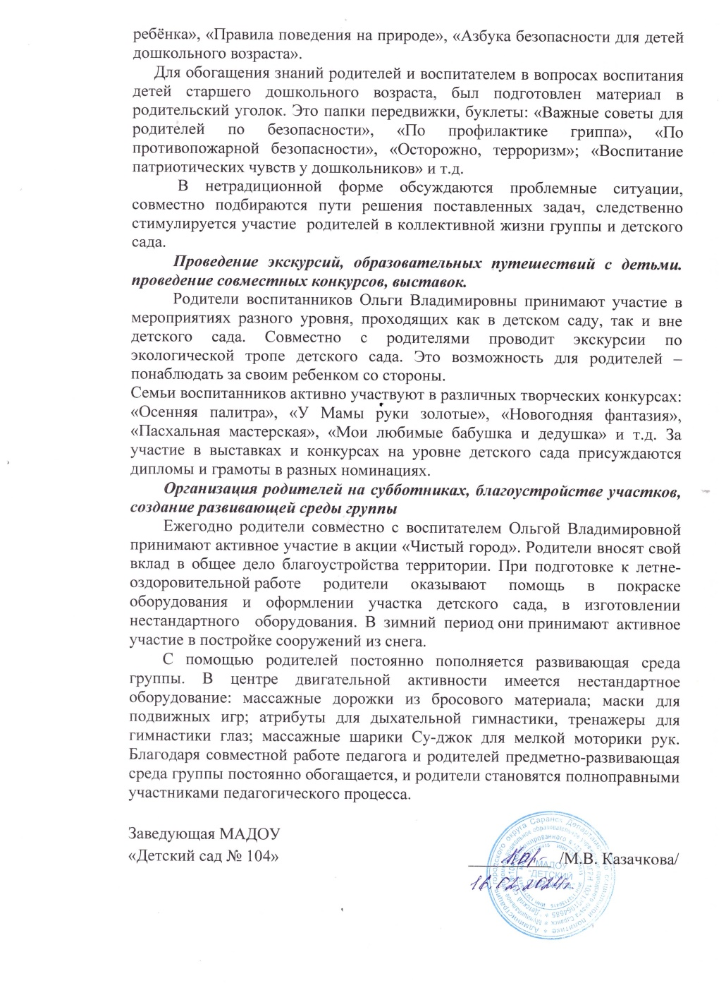 ребёнка», «Правила поведения на природе», «Азбука безопасности для детей
дошкольного возраста».
Для обогащения знаний родителей и воспитателем в вопросах воспитания
детей старшего дошкольного возраста, был подготовлен материал в
родительский уголок. Это папки передвижки, буклеты: «Важные советы для
родителей по безопасности», «По профилактике гриппа», «По
противопожарной безопасности», «Осторожно, терроризм»; «Воспитание
патриотических чувств у дошкольников» и т.д.
В нетрадиционной форме обсуждаются проблемные ситуации,
совместно подбираются пути решения поставленных задач, следственно
стимулируется участие родителей в коллективной жизни группы и детского
сада.
Проведение экскурсий, образовательных путешествий с детьми.
проведение совместных конкурсов, выставок.
Родители воспитанников Ольги Владимировны принимают участие в
мероприятиях разного уровня, проходящих как в детском саду, так и вне
детского сада. Совместно с родителями проводит экскурсии по
экологической тропе детского сада. Это возможность для родителей –
понаблюдать за своим ребенком со стороны.
Семьи воспитанников активно участвуют в различных творческих конкурсах:
«Осенняя палитра», «У Мамы руки золотые», «Новогодняя фантазия»,
«Пасхальная мастерская», «Мои любимые бабушка и дедушка» и т.д. За
участие в выставках и конкурсах на уровне детского сада присуждаются
дипломы и грамоты в разных номинациях.
Организация родителей на субботниках, благоустройстве участков,
создание развивающей среды группы
Ежегодно родители совместно с воспитателем Ольгой Владимировной
принимают активное участие в акции «Чистый город». Родители вносят свой
вклад в общее дело благоустройства территории. При подготовке к летне-
оздоровительной работе родители оказывают помощь в покраске
оборудования и оформлении участка детского сада, в изготовлении
нестандартного оборудования. В зимний период они принимают активное
участие в постройке сооружений из снега.
С помощью родителей постоянно пополняется развивающая среда
группы. В центре двигательной активности имеется нестандартное
оборудование: массажные дорожки из бросового материала; маски для
подвижных игр; атрибуты для дыхательной гимнастики, тренажеры для
гимнастики глаз; массажные шарики Су-джок для мелкой моторики рук.
Благодаря совместной работе педагога и родителей предметно-развивающая
среда группы постоянно обогащается, и родители становятся полноправными
участниками педагогического процесса.
Заведующая МАДОУ
«Детский сад № 104» /М.В. Казачкова/
МАДОУ
"ДЕТСКИЙ
16.02.2024г.